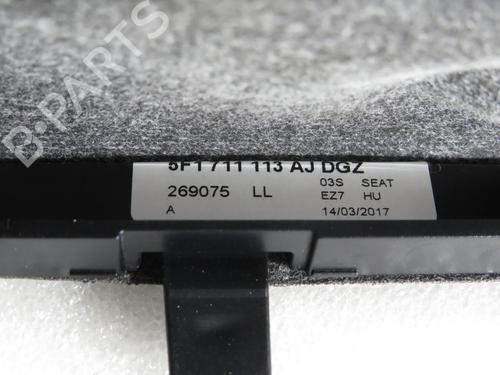 B-PARTS
5F1 711 113 AJ DGZ
269075 LL 03S SEAT
EZ7 HU
A 14/03/2017